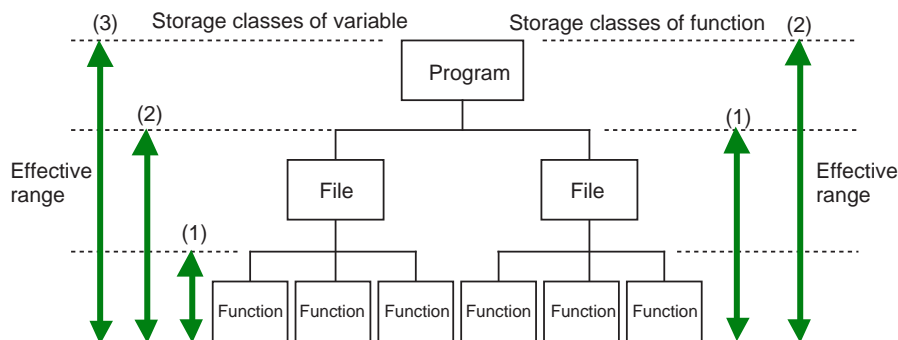 (3) Storage classes of variable Storage classes of function (2)
Program
(2) (1)
Effective range Effective range
File File
(1)
Function Function Function Function Function Function